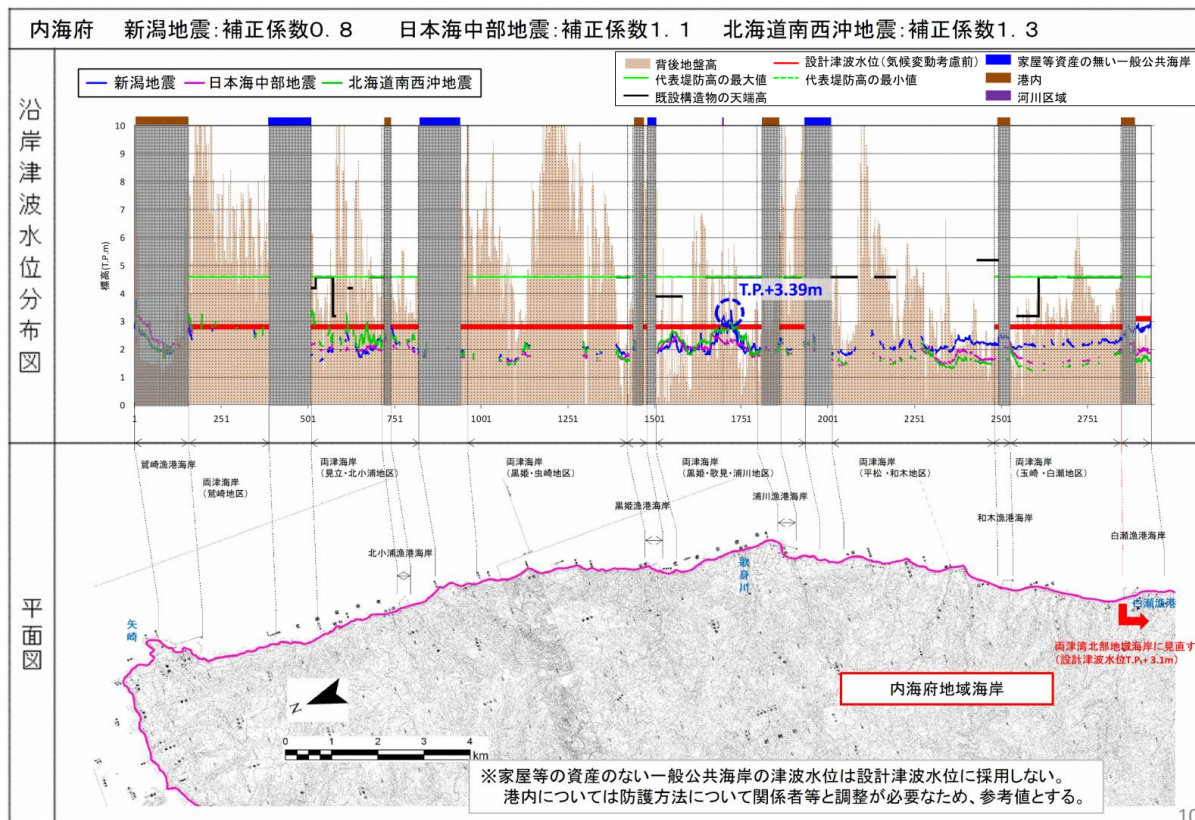 内海府 新潟地震:補正係数0.8 日本海中部地震:補正係数1.1 北海道南西沖地震:補正係数1.3
沿岸津波水位分布図
新潟地震 日本海中部地震 北海道南西沖地震
背後地盤高 設計津波水位(気候変動考慮前) 家屋等資産の無い一般公共海岸
代表堤防高の最大値 代表堤防高の最小値 港内
既設構造物の天端高 河川区域
標高(T.P.m)
10
9
8
7
6
5
4
3
2
1
0
T.P.+3.39m
1 251 501 751 1001 1251 1501 1751 2001 2251 2501 2751
鷲崎漁港海岸
両津海岸
(鷲崎地区)
両津海岸
(見立・北小浦地区)
北小浦漁港海岸
両津海岸
(黒姫・虫崎地区)
黒姫漁港海岸
両津海岸
(黒姫・歌見・浦川地区)
浦川漁港海岸
両津海岸
(平松・和木地区)
和木漁港海岸
両津海岸
(玉崎・白瀬地区)
白瀬漁港海岸
平面図
矢崎
歌身川
白瀬漁港
両津湾北部地域海岸に見直す
(設計津波水位T.P.+3.1m)
内海府地域海岸
N
0 1 2 3 4
km
※家屋等の資産のない一般公共海岸の津波水位は設計津波水位に採用しない。
港内については防護方法について関係者等と調整が必要なため、参考値とする。
10